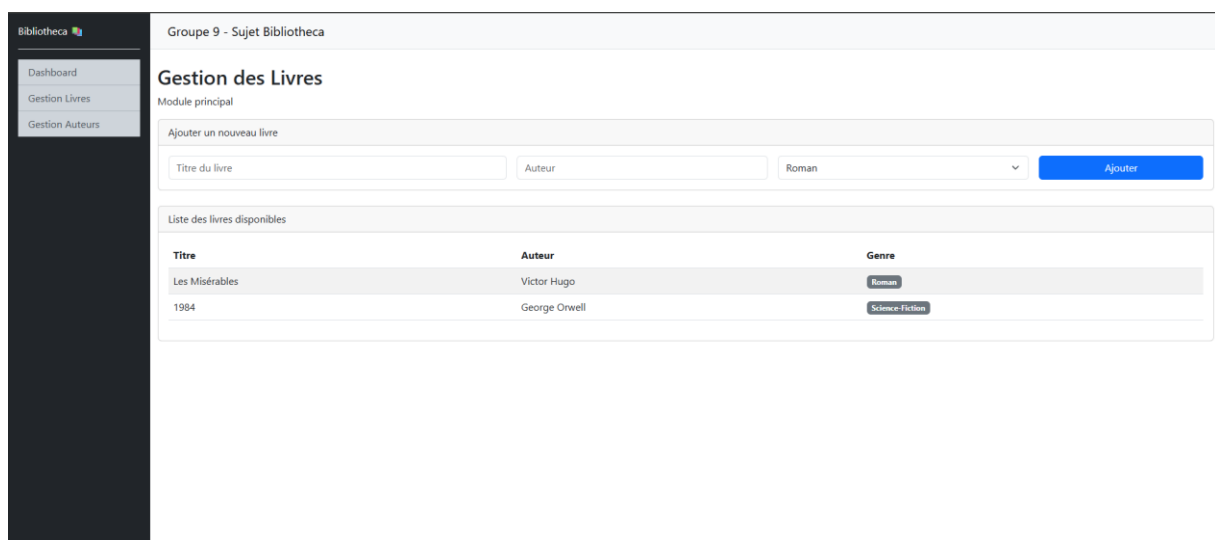 Bibliotheca
Groupe 9 - Sujet Bibliotheca
Dashboard
Gestion Livres
Gestion Auteurs
Gestion des Livres
Module principal
Ajouter un nouveau livre
Titre du livre
Auteur
Roman
Ajouter
Liste des livres disponibles
Titre Auteur Genre
Les Misérables Victor Hugo Roman
1984 George Orwell Science-Fiction